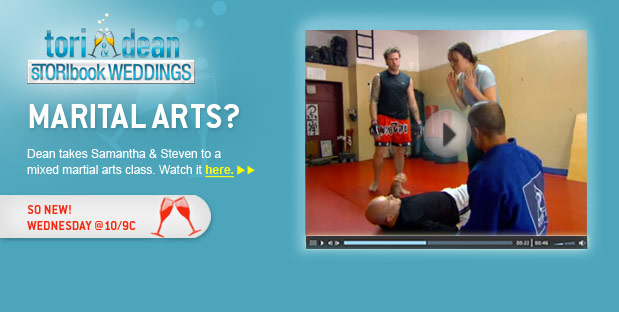 tori & dean
sTORIbook WEDDINGS
MARITAL ARTS?
Dean takes Samantha & Steven to a
mixed martial arts class. Watch it here.
SO NEW!
WEDNESDAY @10/9C
00:22 00:46